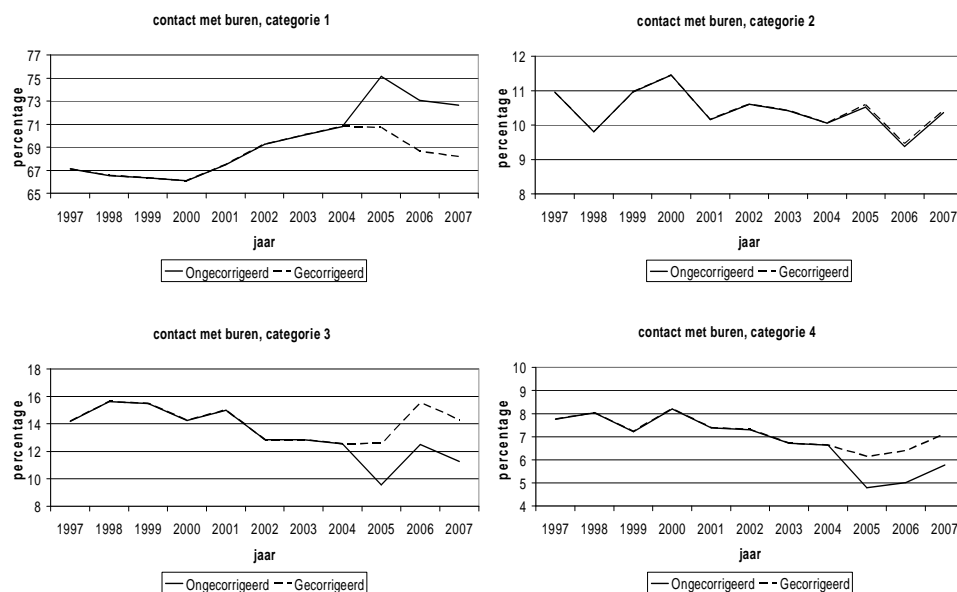 contact met buren, categorie 1
77
75
73
71
69
67
65
percentage
1997 1998 1999 2000 2001 2002 2003 2004 2005 2006 2007
jaar
Ongecorrigeerd Gecorrigeerd
contact met buren, categorie 2
12
11
10
9
8
percentage
1997 1998 1999 2000 2001 2002 2003 2004 2005 2006 2007
jaar
Ongecorrigeerd Gecorrigeerd
contact met buren, categorie 3
18
16
14
12
10
8
percentage
1997 1998 1999 2000 2001 2002 2003 2004 2005 2006 2007
jaar
Ongecorrigeerd Gecorrigeerd
contact met buren, categorie 4
10
9
8
7
6
5
4
percentage
1997 1998 1999 2000 2001 2002 2003 2004 2005 2006 2007
jaar
Ongecorrigeerd Gecorrigeerd